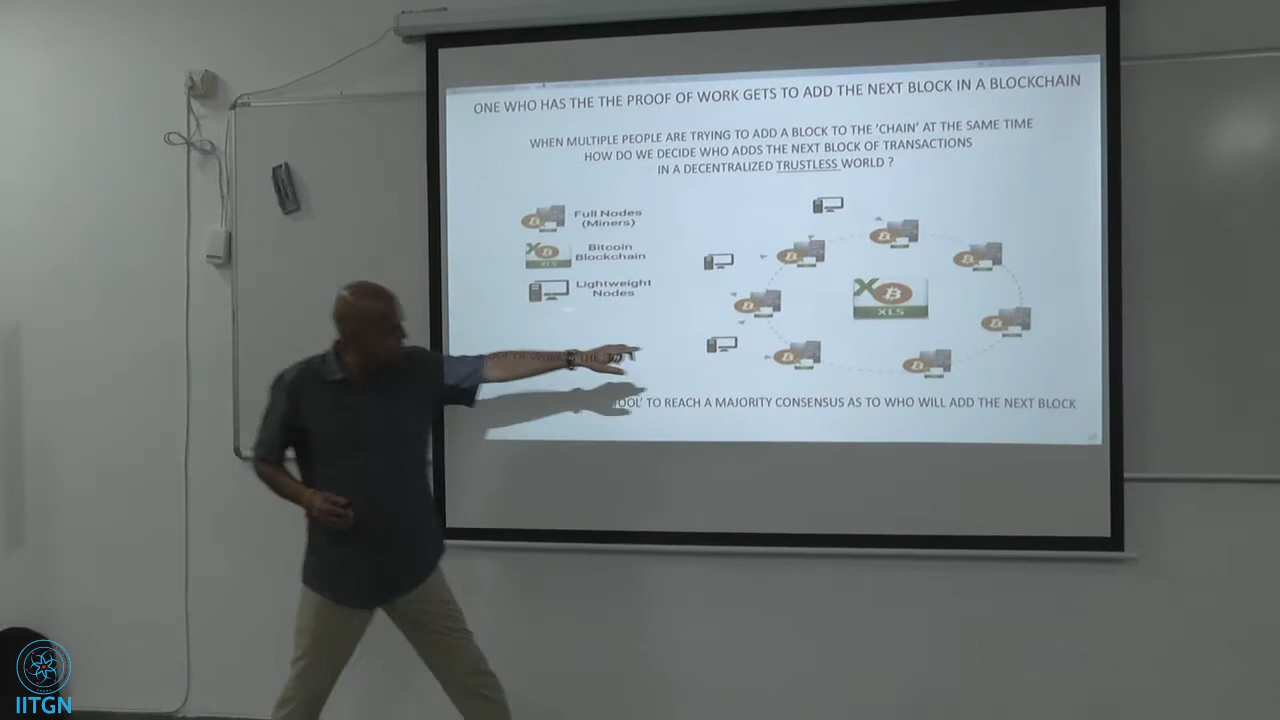 ONE WHO HAS THE THE PROOF OF WORK GETS TO ADD THE NEXT BLOCK IN A BLOCKCHAIN
WHEN MULTIPLE PEOPLE ARE TRYING TO ADD A BLOCK TO THE 'CHAIN' AT THE SAME TIME
HOW DO WE DECIDE WHO ADDS THE NEXT BLOCK OF TRANSACTIONS
IN A DECENTRALIZED TRUSTLESS WORLD ?
Full Nodes
(Miners)
Bitcoin
Blockchain
XLS
Lightweight
Nodes
XLS
OF WORK THE
TO REACH A MAJORITY CONSENSUS AS TO WHO WILL ADD THE NEXT BLOCK
IITGN